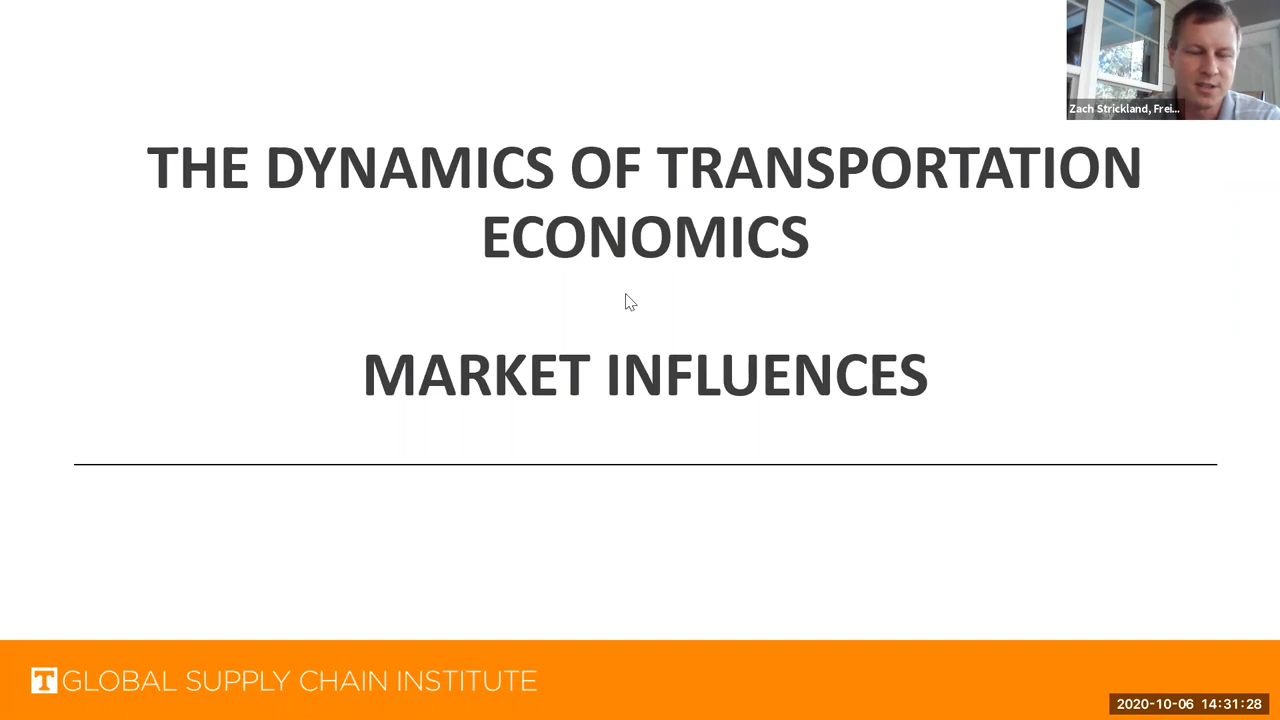 Zach Strickland, Frei...
THE DYNAMICS OF TRANSPORTATION
ECONOMICS
MARKET INFLUENCES
T GLOBAL SUPPLY CHAIN INSTITUTE
2020-10-06 14:31:28